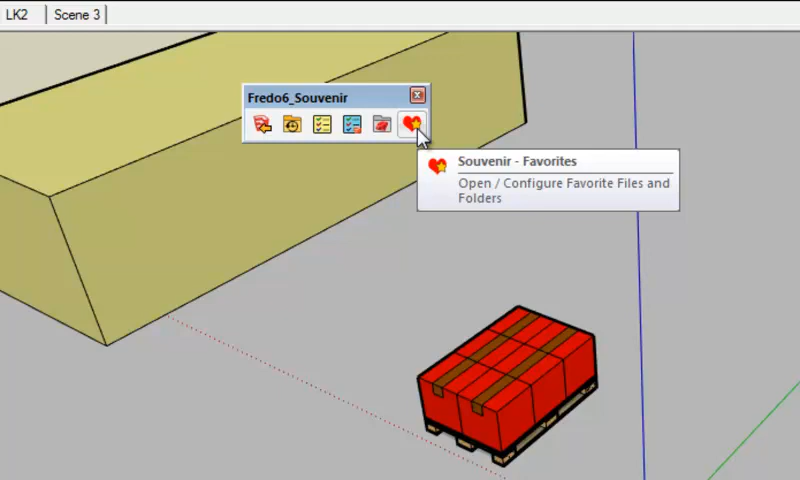 LK2
Scene 3
Fredo6_Souvenir
Souvenir - Favorites
Open / Configure Favorite Files and
Folders